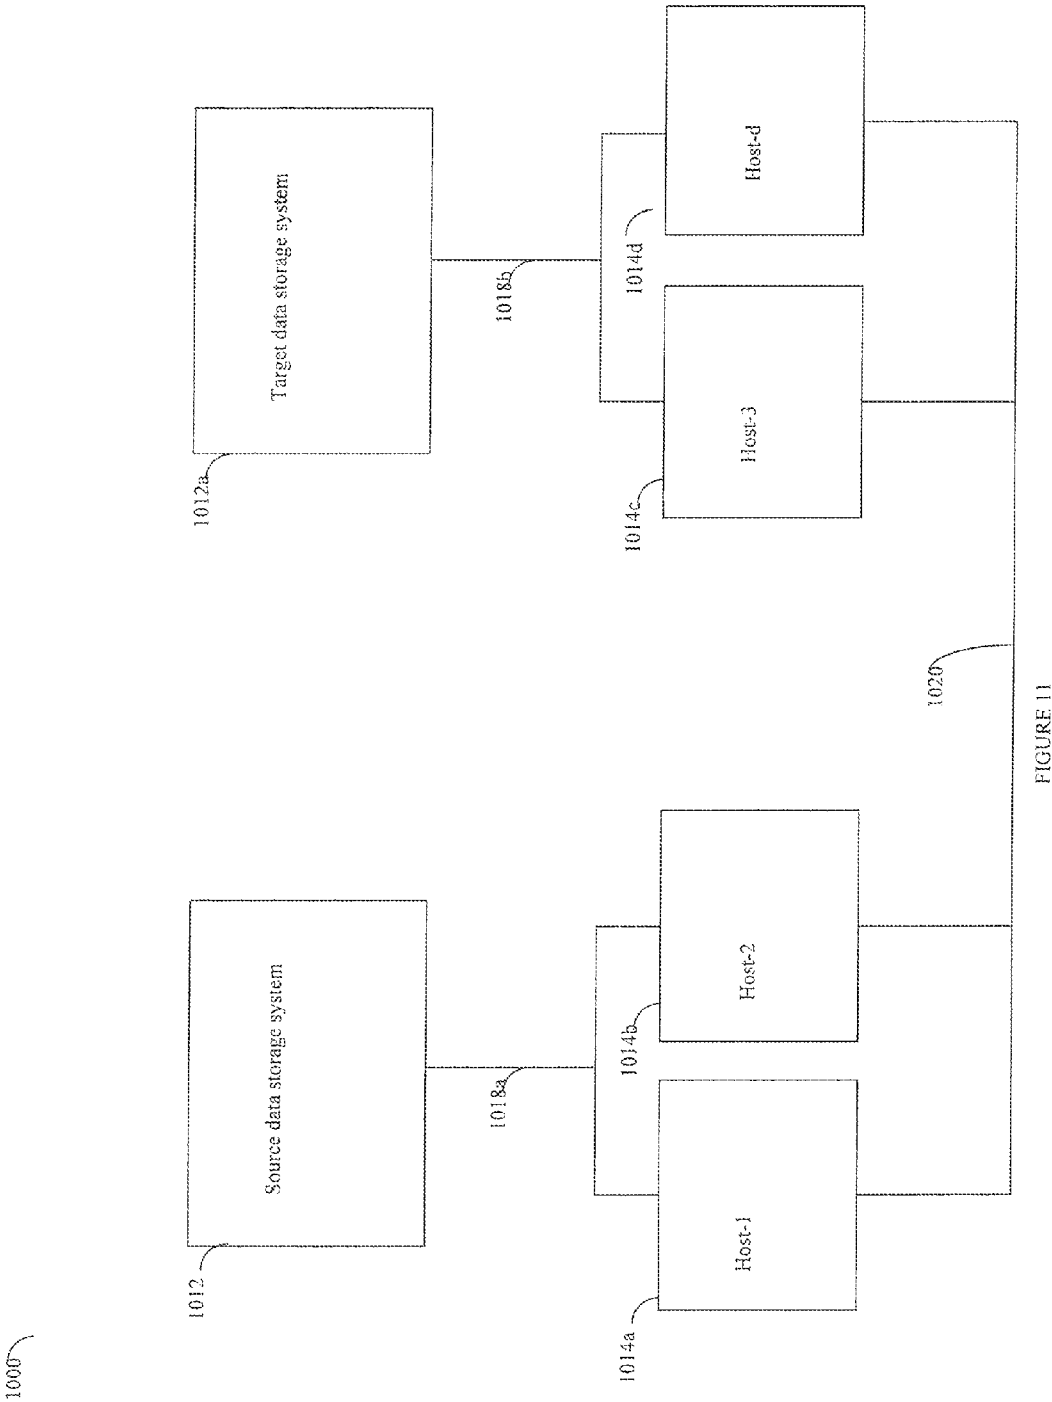 1000
1012
Source data storage system
1012a
Target data storage system
1018a
1018b
1014a
Host-1
1014b
Host-2
1014c
Host-3
1014d
Host-d
1020
FIGURE 11